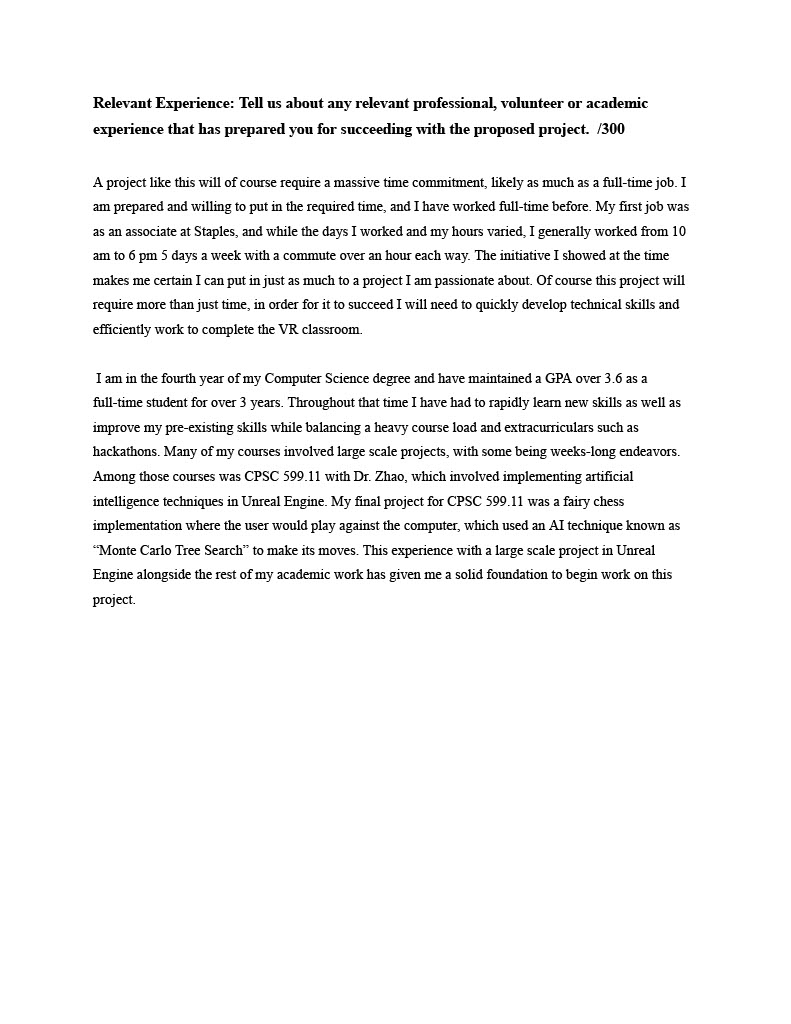 Relevant Experience: Tell us about any relevant professional, volunteer or academic
experience that has prepared you for succeeding with the proposed project.  /300
A project like this will of course require a massive time commitment, likely as much as a full-time job. I
am prepared and willing to put in the required time, and I have worked full-time before. My first job was
as an associate at Staples, and while the days I worked and my hours varied, I generally worked from 10
am to 6 pm 5 days a week with a commute over an hour each way. The initiative I showed at the time
makes me certain I can put in just as much to a project I am passionate about. Of course this project will
require more than just time, in order for it to succeed I will need to quickly develop technical skills and
efficiently work to complete the VR classroom.
I am in the fourth year of my Computer Science degree and have maintained a GPA over 3.6 as a
full-time student for over 3 years. Throughout that time I have had to rapidly learn new skills as well as
improve my pre-existing skills while balancing a heavy course load and extracurriculars such as
hackathons. Many of my courses involved large scale projects, with some being weeks-long endeavors.
Among those courses was CPSC 599.11 with Dr. Zhao, which involved implementing artificial
intelligence techniques in Unreal Engine. My final project for CPSC 599.11 was a fairy chess
implementation where the user would play against the computer, which used an AI technique known as
“Monte Carlo Tree Search” to make its moves. This experience with a large scale project in Unreal
Engine alongside the rest of my academic work has given me a solid foundation to begin work on this
project.